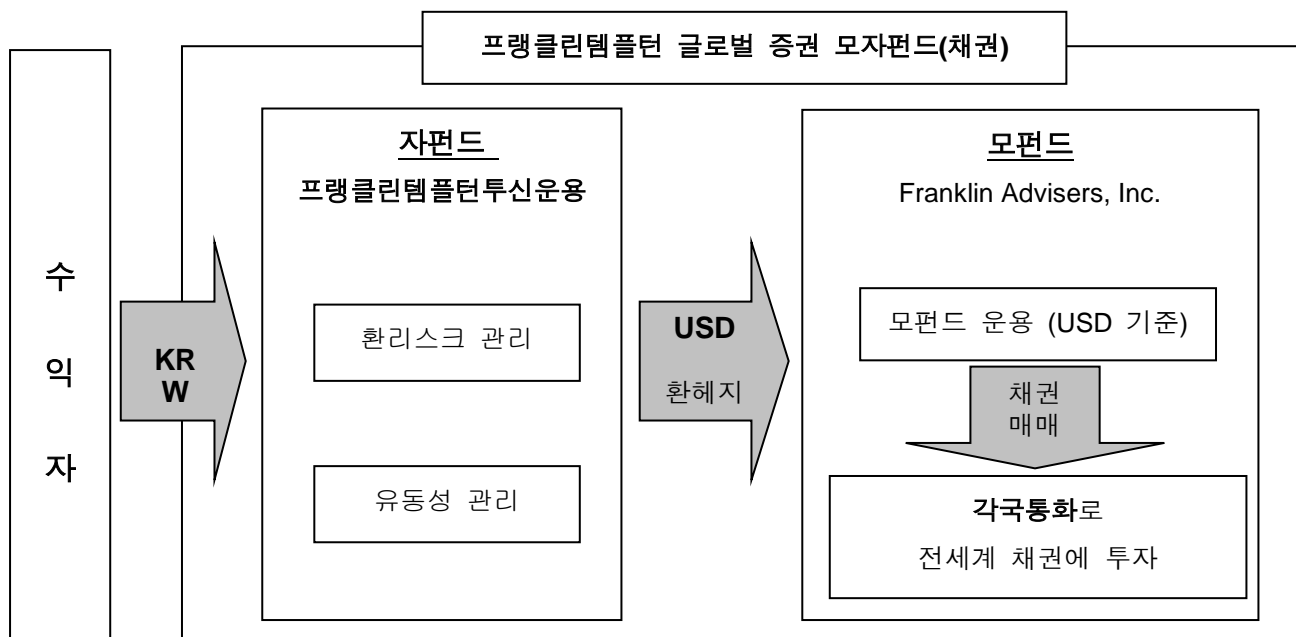 프랭클린템플턴 글로벌 증권 모자펀드(채권)
수
익
자
KR
W
자펀드
프랭클린템플턴투신운용
환리스크 관리
유동성 관리
USD
환헤지
모펀드
Franklin Advisers, Inc.
모펀드 운용 (USD 기준)
채권
매매
각국통화로
전세계 채권에 투자